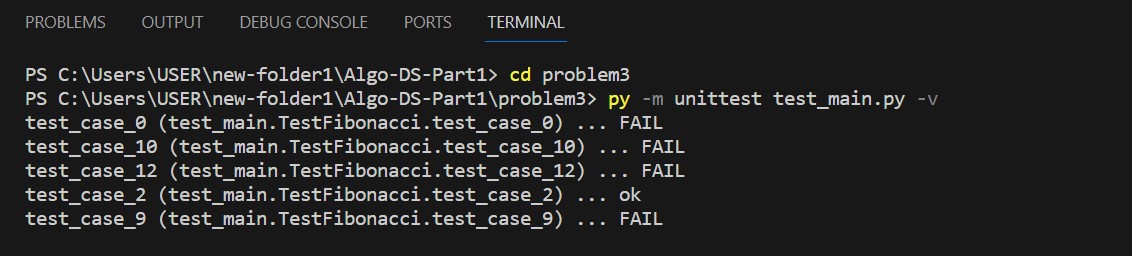 PROBLEMS OUTPUT DEBUG CONSOLE PORTS TERMINAL
PS C:\Users\USER\new-folder1\Algo-DS-Part1> cd problem3
PS C:\Users\USER\new-folder1\Algo-DS-Part1\problem3> py -m unittest test_main.py -v
test_case_0 (test_main.TestFibonacci.test_case_0) ... FAIL
test_case_10 (test_main.TestFibonacci.test_case_10) ... FAIL
test_case_12 (test_main.TestFibonacci.test_case_12) ... FAIL
test_case_2 (test_main.TestFibonacci.test_case_2) ... ok
test_case_9 (test_main.TestFibonacci.test_case_9) ... FAIL